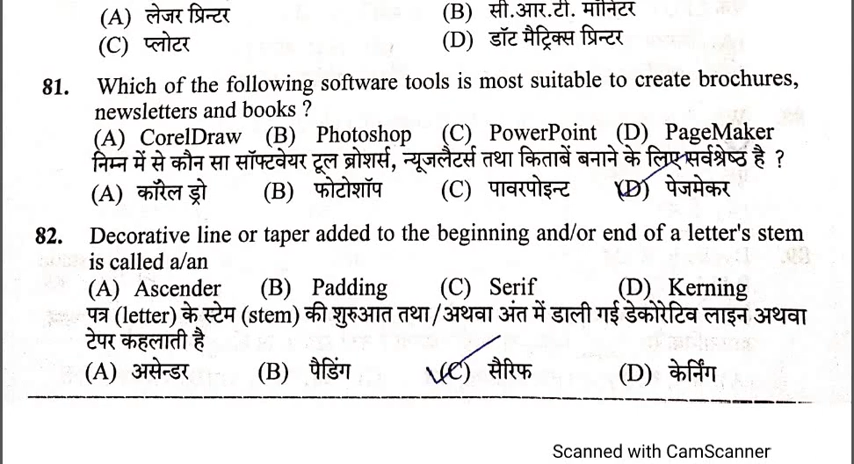 (A) लेजर प्रिन्टर (B) सी.आर.टी. मॉनिटर
(C) प्लोटर (D) डॉट मैट्रिक्स प्रिन्टर
81. Which of the following software tools is most suitable to create brochures,
newsletters and books ?
(A) CorelDraw (B) Photoshop (C) PowerPoint (D) PageMaker
निम्न में से कौन सा सॉफ्टवेयर टूल ब्रोशर्स, न्यूजलैटर्स तथा किताबें बनाने के लिए सर्वश्रेष्ठ है ?
(A) कॉरेल ड्रो (B) फोटोशॉप (C) पावरपोइन्ट (D) पेजमेकर
82. Decorative line or taper added to the beginning and/or end of a letter's stem
is called a/an
(A) Ascender (B) Padding (C) Serif (D) Kerning
पत्र (letter) के स्टेम (stem) की शुरुआत तथा/अथवा अंत में डाली गई डेकोरेटिव लाइन अथवा
टेपर कहलाती है
(A) असेन्डर (B) पैडिंग (C) सैरिफ (D) केर्निंग
Scanned with CamScanner